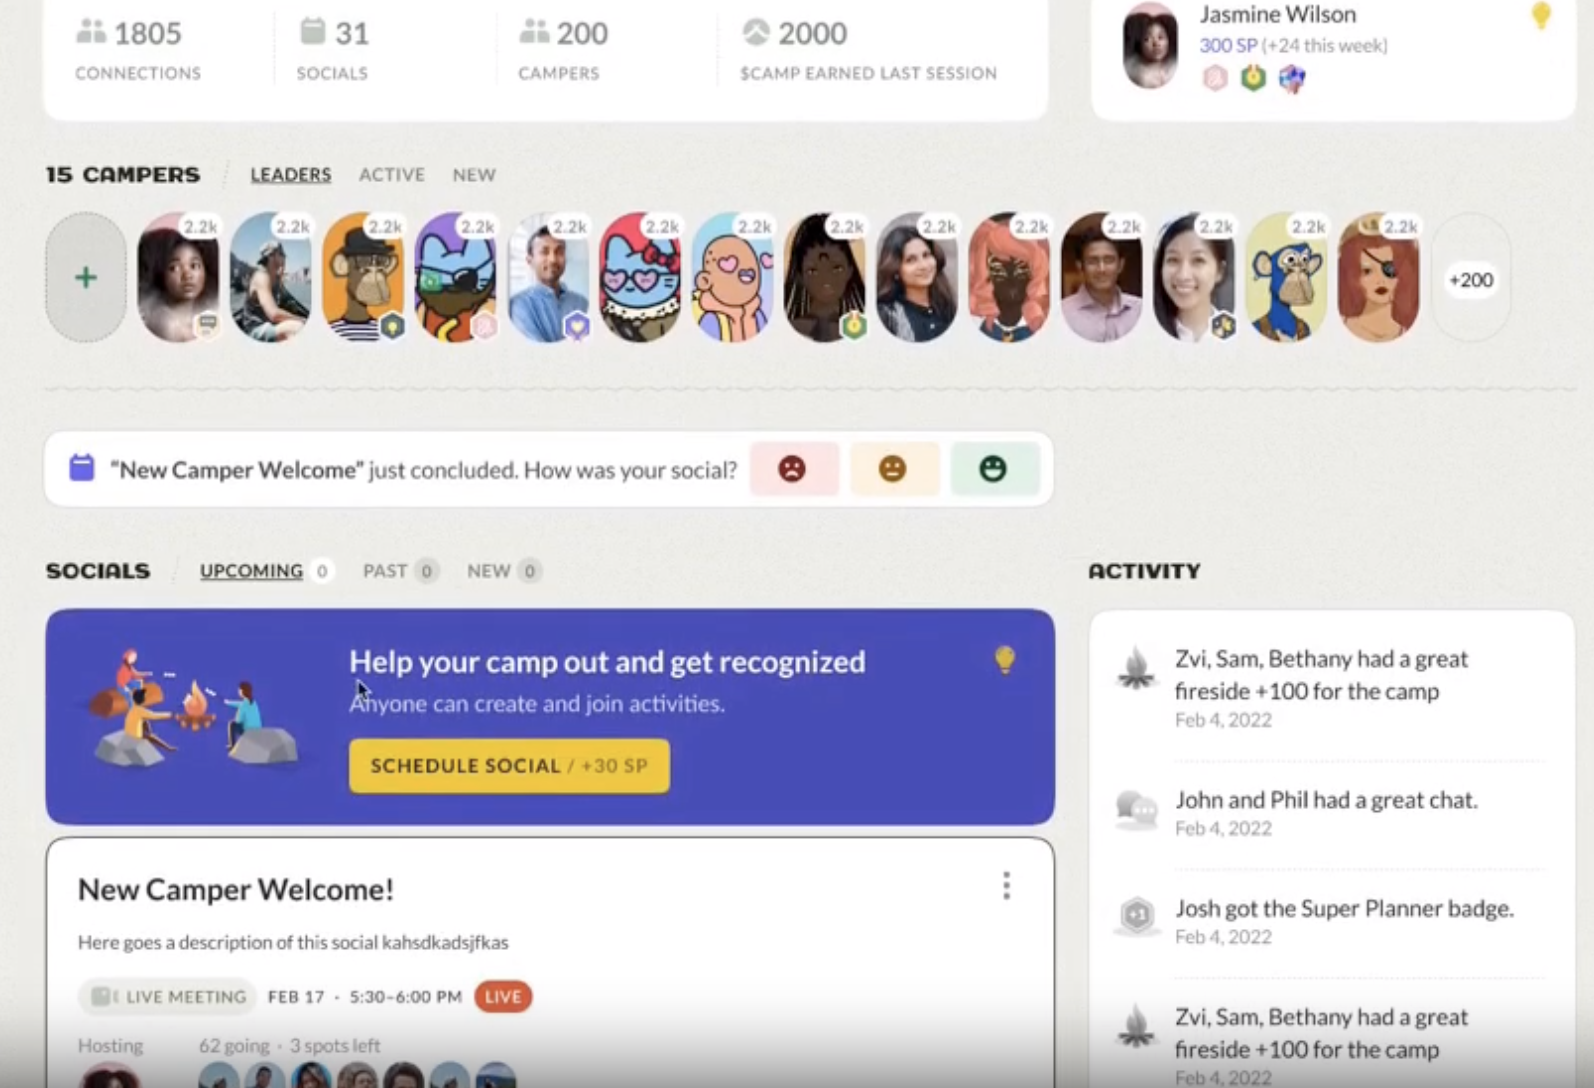 1805
CONNECTIONS
31
SOCIALS
200
CAMPERS
2000
$CAMP EARNED LAST SESSION
Jasmine Wilson
300 SP (+24 this week)
15 CAMPERS
LEADERS
ACTIVE
NEW
2.2k
2.2k
2.2k
2.2k
2.2k
2.2k
2.2k
2.2k
2.2k
2.2k
2.2k
2.2k
2.2k
2.2k
+
+200
“New Camper Welcome” just concluded. How was your social?
SOCIALS
UPCOMING 0
PAST 0
NEW 0
Help your camp out and get recognized
Anyone can create and join activities.
SCHEDULE SOCIAL / +30 SP
New Camper Welcome!
Here goes a description of this social kahsdkadsjfkas
LIVE MEETING FEB 17 · 5:30–6:00 PM LIVE
Hosting
62 going · 3 spots left
ACTIVITY
Zvi, Sam, Bethany had a great
fireside +100 for the camp
Feb 4, 2022
John and Phil had a great chat.
Feb 4, 2022
+1
Josh got the Super Planner badge.
Feb 4, 2022
Zvi, Sam, Bethany had a great
fireside +100 for the camp
Feb 4, 2022